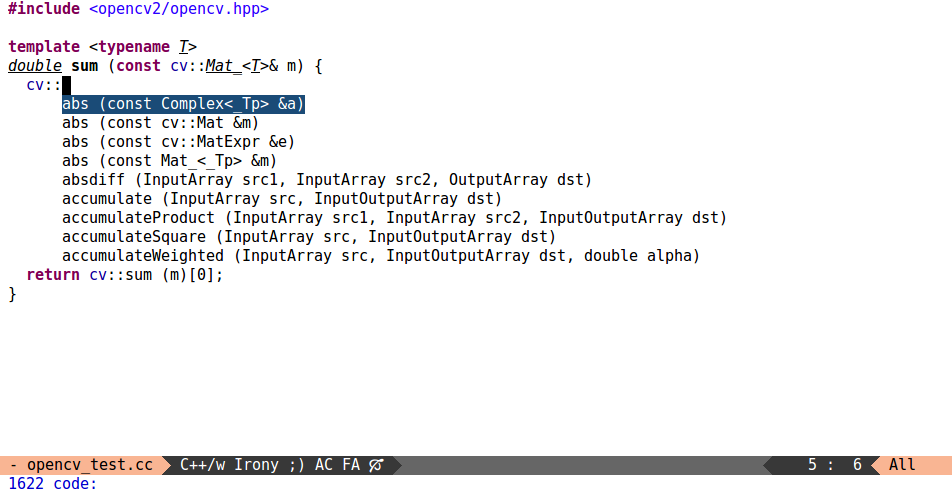 #include <opencv2/opencv.hpp>
template <typename T>
double sum (const cv::Mat_<T>& m) {
cv::
abs (const Complex<_Tp> &a)
abs (const cv::Mat &m)
abs (const cv::MatExpr &e)
abs (const Mat_<_Tp> &m)
absdiff (InputArray src1, InputArray src2, OutputArray dst)
accumulate (InputArray src, InputOutputArray dst)
accumulateProduct (InputArray src1, InputArray src2, InputOutputArray dst)
accumulateSquare (InputArray src, InputOutputArray dst)
accumulateWeighted (InputArray src, InputOutputArray dst, double alpha)
return cv::sum (m)[0];
}
- opencv_test.cc C++/w Irony ;) AC FA 5 : 6 All
1622 code: